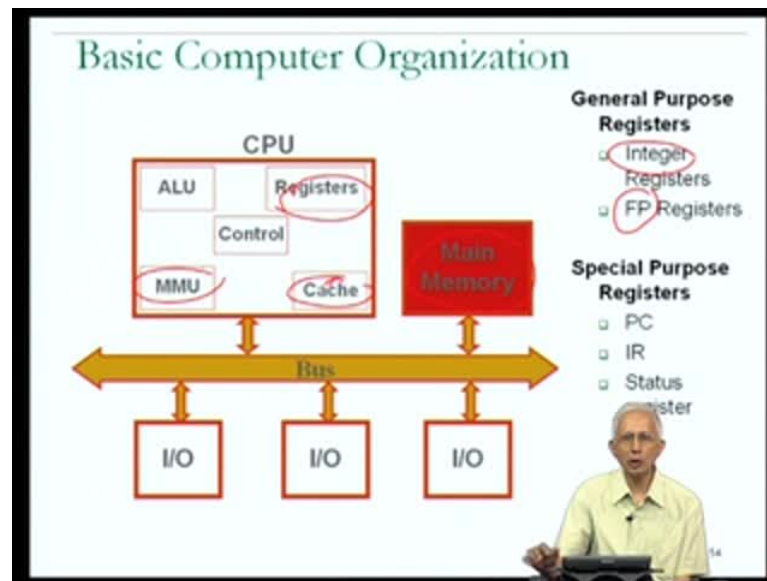 Basic Computer Organization
CPU
ALU
Registers
Control
MMU
Cache
Main
Memory
Bus
I/O
I/O
I/O
General Purpose
Registers
Integer
Registers
FP Registers
Special Purpose
Registers
PC
IR
Status
14